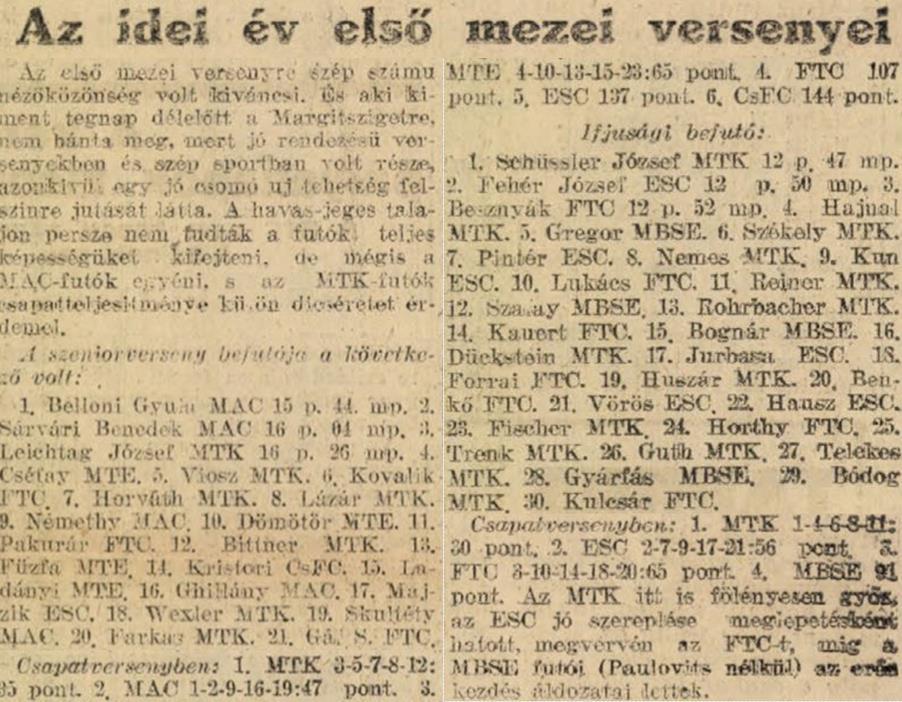 Az idei év első mezei versenyei
Az első mezei versenyre szép számu
nézőközönség volt kiváncsi. És aki ki-
ment tegnap délelőtt a Margitszigetre,
nem bánta meg, mert jó rendezésü ver-
senyekben és szép sportban volt része,
azonkivül egy jó csomó uj tehetség fel-
szinre jutását látta. A havas-jeges tala-
jon persze nem tudták a futók teljes
képességüket kifejteni, de mégis a
MAC-futók egyéni, s az MTK-futók
csapatteljesitménye külön dicséretet ér-
demel.
A szeniorverseny befutója a követke-
ző volt:
1. Belloni Gyula MAC 15 p. 44. mp. 2.
Sárvári Benedek MAC 16 p. 04 mp. 3.
Leichtag József MTK 16 p. 26 mp. 4.
Cséfay MTE. 5. Viosz MTK. 6. Kovalik
FTC. 7. Horváth MTK. 8. Lázár MTK.
9. Némethy MAC. 10. Dömötör MTE. 11.
Pakurár FTC. 12. Bittner MTK. 13.
Füzfa MTE. 14. Kristóri CsFC. 15. La-
dányi MTE, 16. Ghillány MAC. 17. Maj-
zik ESC. 18. Wexler MTK. 19. Skultéty
MAC. 20. Farkas MTK. 21. Gál S. FTC.
Csapatversenyben: 1. MTK 3-5-7-8-12:
35 pont. 2. MAC 1-2-9-16-19:47 pont. 3.
MTE 4-10-13-15-23:65 pont. 4. FTC 107
pont. 5. ESC 137 pont. 6. CsFC 144 pont.
Ifjusági befutó:
1. Schüssler József MTK 12 p. 47 mp.
2. Fehér József ESC 12 p. 50 mp. 3.
Besznyák FTC 12 p. 52 mp. 4. Hajnal
MTK. 5. Gregor MBSE. 6. Székely MTK.
7. Pintér ESC. 8. Nemes MTK. 9. Kun
ESC. 10. Lukács FTC. 11. Reiner MTK.
12. Szalay MBSE. 13. Rohrbacher MTK.
14. Kauert FTC. 15. Bognár MBSE. 16.
Dückstein MTK. 17. Jurbasa ESC. 18.
Forrai FTC. 19. Huszár MTK. 20. Ben-
kő FTC. 21. Vörös ESC. 22. Hausz ESC.
23. Fischer MTK. 24. Horthy FTC. 25.
Trenk MTK. 26. Guth MTK. 27. Telekes
MTK. 28. Gyárfás MBSE. 29. Bódog
MTK. 30. Kulcsár FTC.
Csapatversenyben: 1. MTK 1-4-6-8-11:
30 pont. 2. ESC 2-7-9-17-21:56 pont. 3.
FTC 3-10-14-18-20:65 pont. 4. MBSE 91
pont. Az MTK itt is fölényesen győz,
az ESC jó szereplése meglepetésként
hatott, megvervén az FTC-t, mig a
MBSE futói (Paulovits nélkül) az erős
kezdés áldozatai lettek.